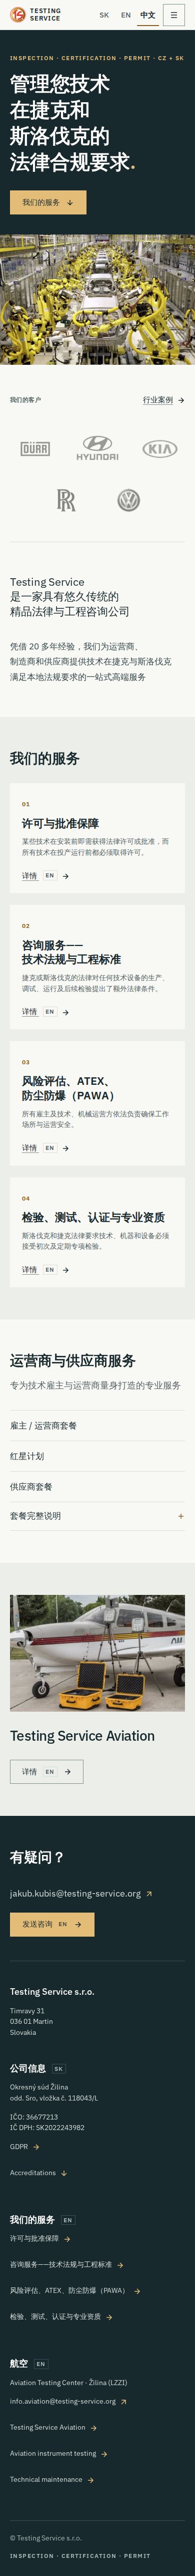 TESTING
SERVICE
SK EN 中文
INSPECTION · CERTIFICATION · PERMIT · CZ + SK
管理您技术
在捷克和
斯洛伐克的
法律合规要求.
我们的服务
我们的客户
行业案例
DÜRR
HYUNDAI
KIA
Testing Service
是一家具有悠久传统的
精品法律与工程咨询公司
凭借 20 多年经验，我们为运营商、
制造商和供应商提供技术在捷克与斯洛伐克
满足本地法规要求的一站式高端服务
我们的服务
01
许可与批准保障
某些技术在安装前即需获得法律许可或批准，而
所有技术在投产运行前都必须取得许可。
详情 EN
02
咨询服务——
技术法规与工程标准
捷克或斯洛伐克的法律对任何技术设备的生产、
调试、运行及后续检验提出了额外法律条件。
详情 EN
03
风险评估、ATEX、
防尘防爆（PAWA）
所有雇主及技术、机械运营方依法负责确保工作
场所与运营安全。
详情 EN
04
检验、测试、认证与专业资质
斯洛伐克和捷克法律要求技术、机器和设备必须
接受初次及定期专项检验。
详情 EN
运营商与供应商服务
专为技术雇主与运营商量身打造的专业服务
雇主 / 运营商套餐
红星计划
供应商套餐
套餐完整说明
Testing Service Aviation
详情 EN
有疑问？
jakub.kubis@testing-service.org
发送咨询 EN
Testing Service s.r.o.
Timravy 31
036 01 Martin
Slovakia
公司信息 SK
Okresný súd Žilina
odd. Sro, vložka č. 118043/L
IČO: 36677213
IČ DPH: SK2022243982
GDPR
Accreditations
我们的服务 EN
许可与批准保障
咨询服务——技术法规与工程标准
风险评估、ATEX、防尘防爆（PAWA）
检验、测试、认证与专业资质
航空 EN
Aviation Testing Center · Žilina (LZZI)
info.aviation@testing-service.org
Testing Service Aviation
Aviation instrument testing
Technical maintenance
© Testing Service s.r.o.
INSPECTION · CERTIFICATION · PERMIT